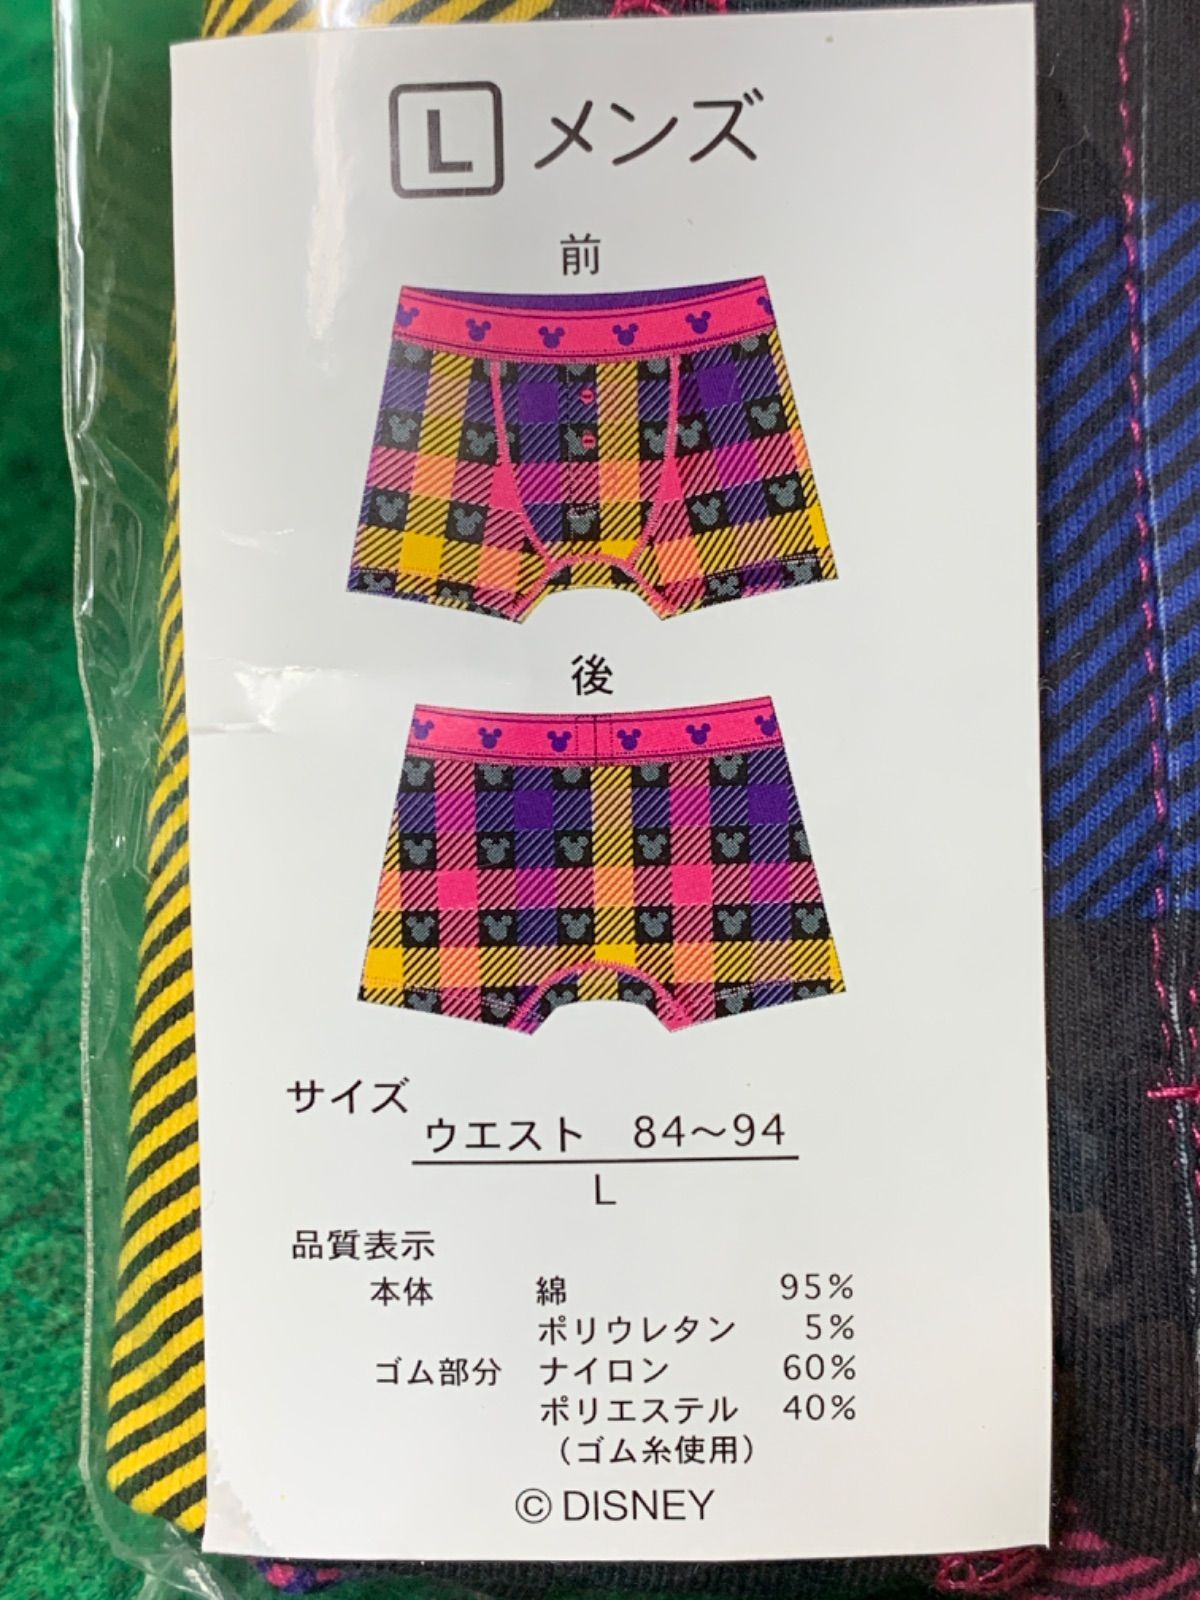 L メンズ
前
後
サイズ
ウエスト 84～94
L
品質表示
本体 綿 95%
ポリウレタン 5%
ゴム部分 ナイロン 60%
ポリエステル 40%
（ゴム糸使用）
© DISNEY